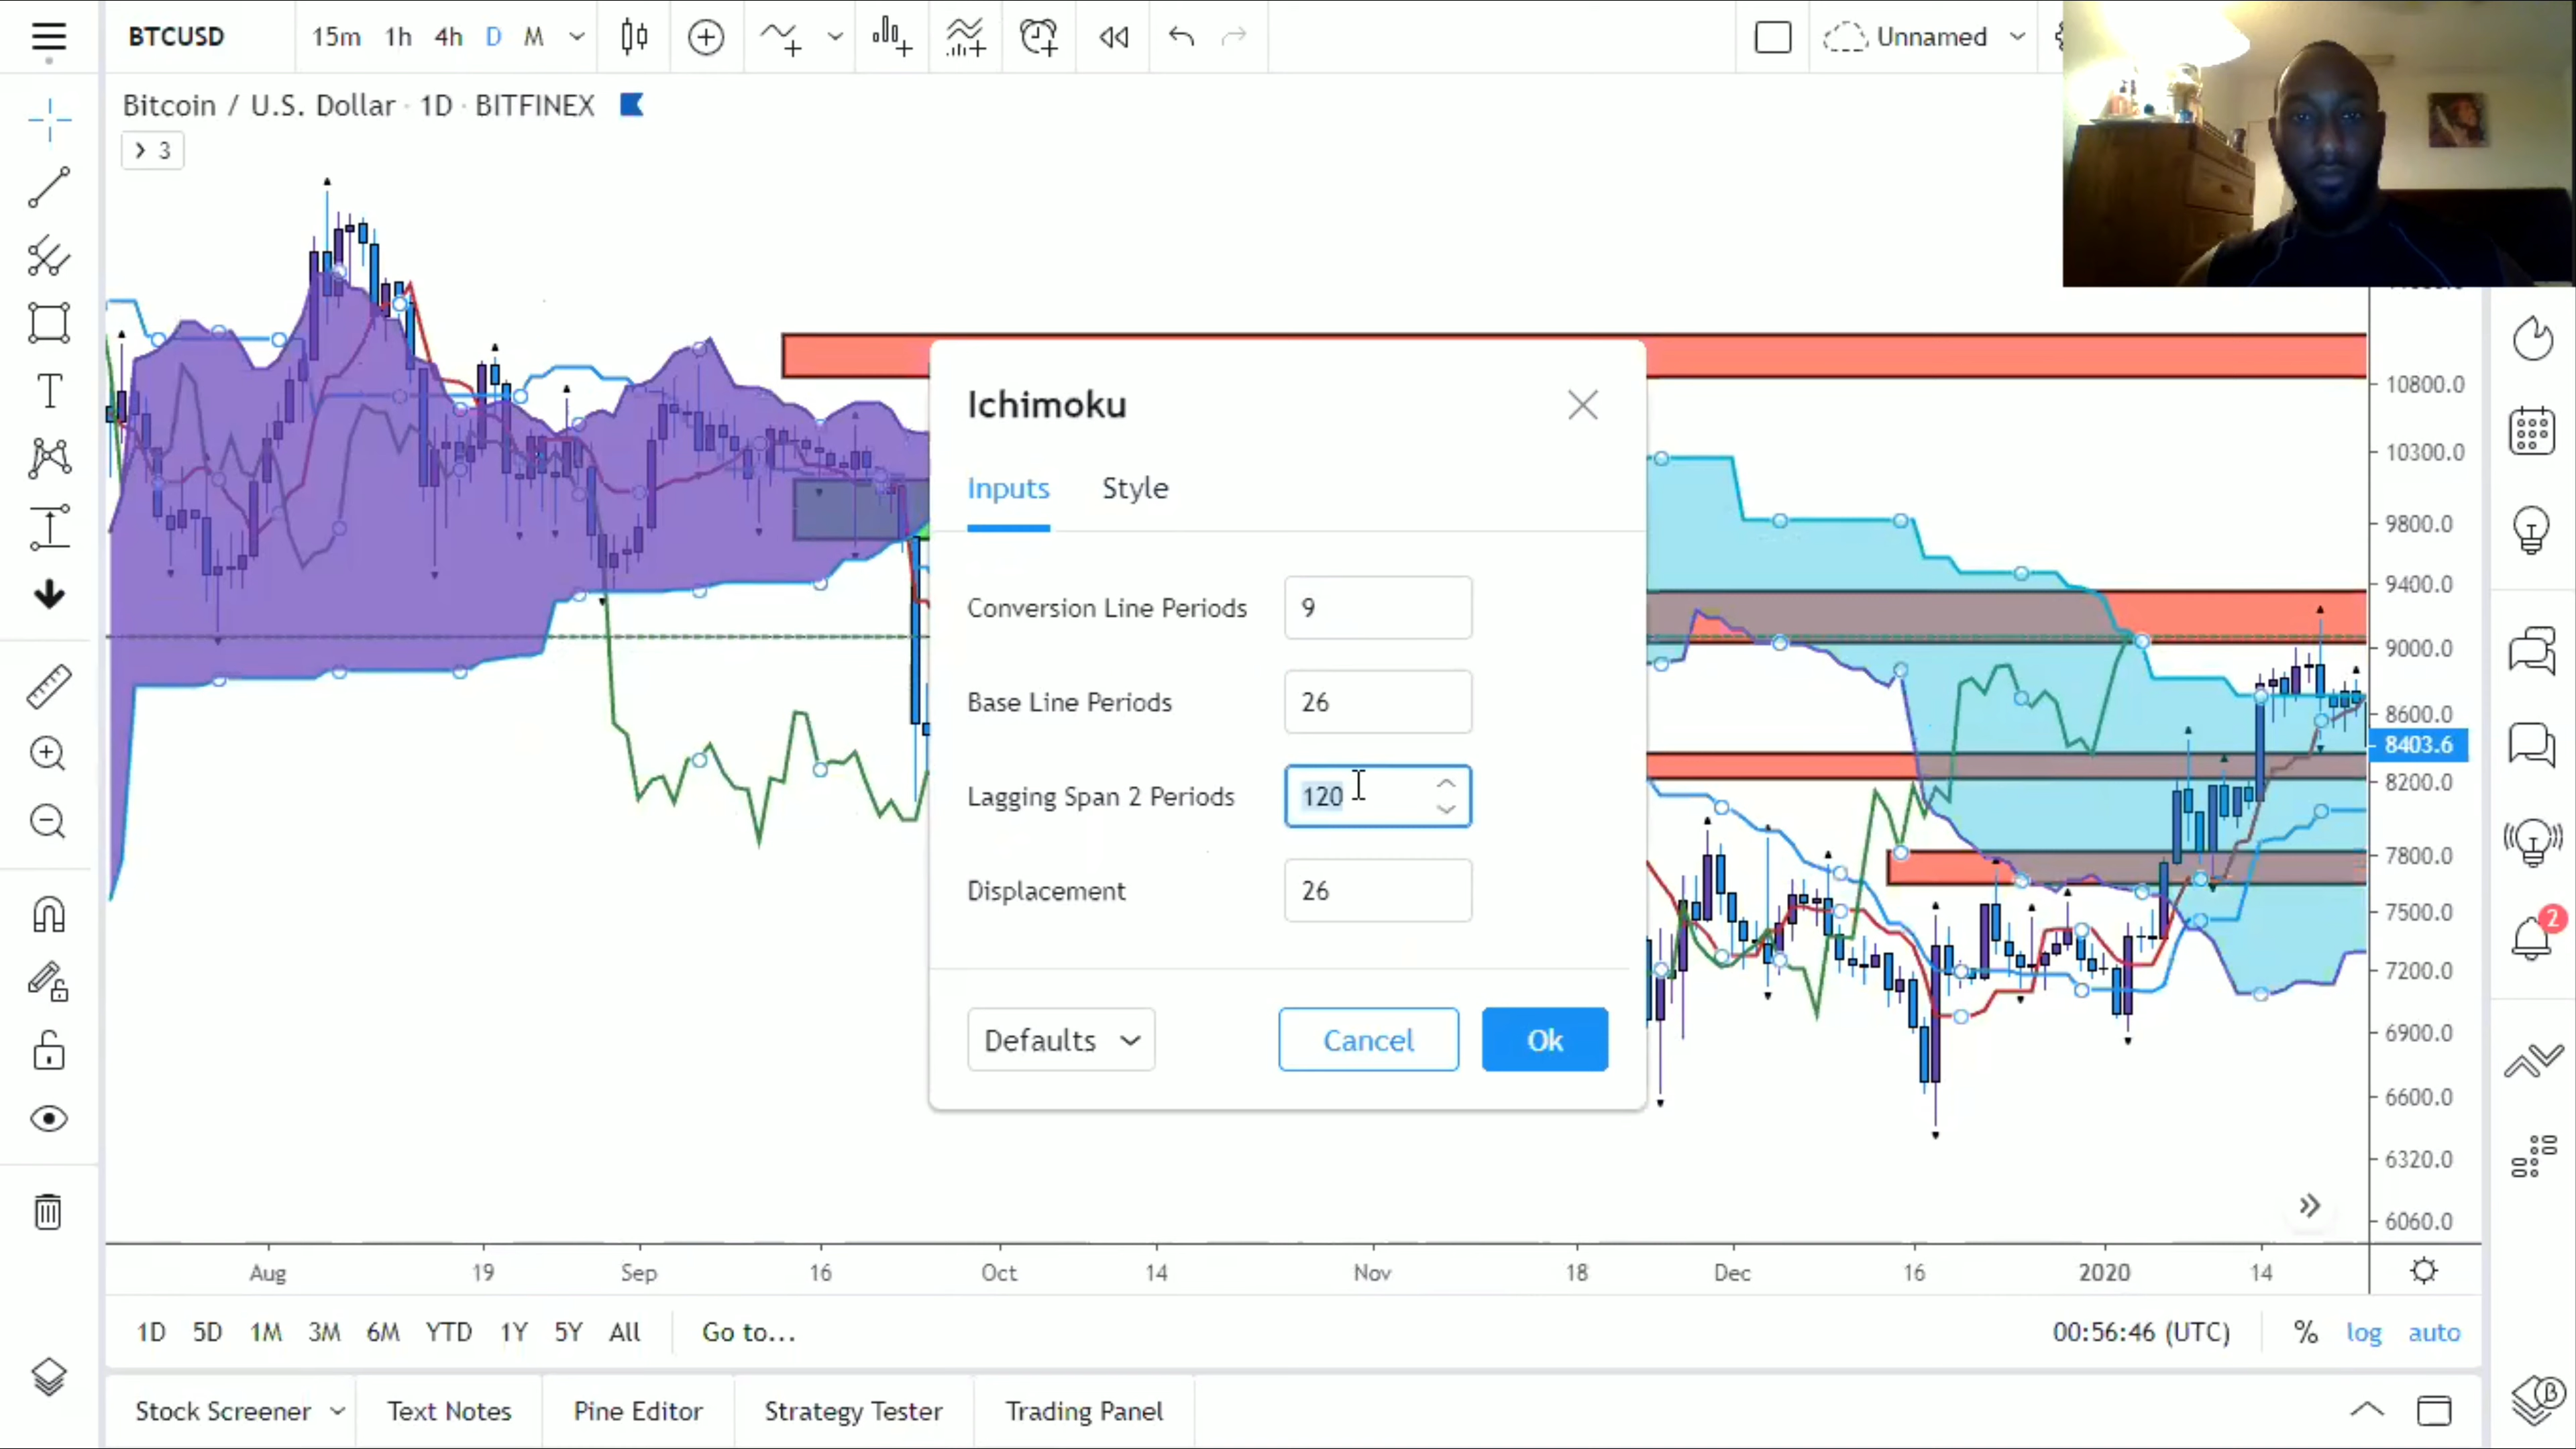 BTCUSD 15m 1h 4h D M Unnamed
Bitcoin / U.S. Dollar · 1D · BITFINEX
3
Ichimoku
Inputs Style
Conversion Line Periods 9
Base Line Periods 26
Lagging Span 2 Periods 120
Displacement 26
Defaults Cancel Ok
10800.0
10300.0
9800.0
9400.0
9000.0
8600.0
8403.6
8200.0
7800.0
7500.0
7200.0
6900.0
6600.0
6320.0
6060.0
2
Aug 19 Sep 16 Oct 14 Nov 18 Dec 16 2020 14
1D 5D 1M 3M 6M YTD 1Y 5Y All Go to... 00:56:46 (UTC) % log auto
Stock Screener Text Notes Pine Editor Strategy Tester Trading Panel